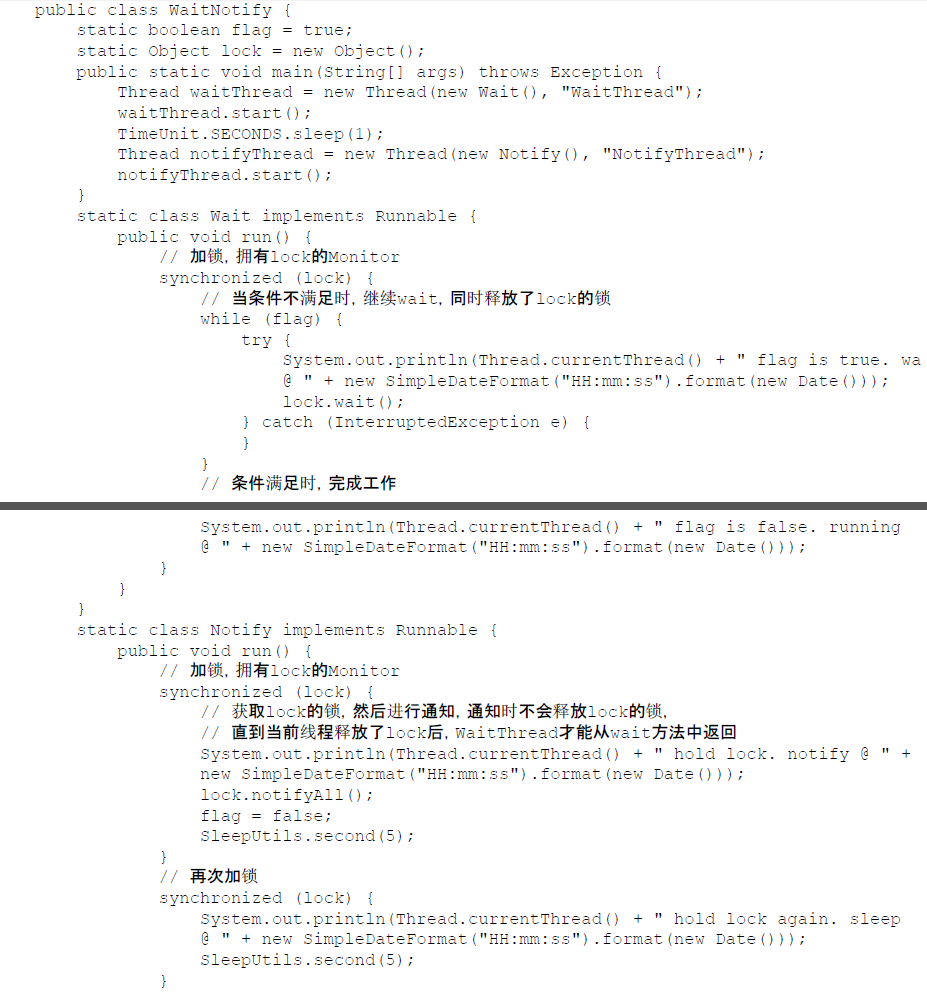 public class WaitNotify {
static boolean flag = true;
static Object lock = new Object();
public static void main(String[] args) throws Exception {
Thread waitThread = new Thread(new Wait(), "WaitThread");
waitThread.start();
TimeUnit.SECONDS.sleep(1);
Thread notifyThread = new Thread(new Notify(), "NotifyThread");
notifyThread.start();
}
static class Wait implements Runnable {
public void run() {
// 加锁，拥有lock的Monitor
synchronized (lock) {
// 当条件不满足时，继续wait，同时释放了lock的锁
while (flag) {
try {
System.out.println(Thread.currentThread() + " flag is true. wa
@ " + new SimpleDateFormat("HH:mm:ss").format(new Date()));
lock.wait();
} catch (InterruptedException e) {
}
}
// 条件满足时，完成工作
System.out.println(Thread.currentThread() + " flag is false. running
@ " + new SimpleDateFormat("HH:mm:ss").format(new Date()));
}
}
}
static class Notify implements Runnable {
public void run() {
// 加锁，拥有lock的Monitor
synchronized (lock) {
// 获取lock的锁，然后进行通知，通知时不会释放lock的锁，
// 直到当前线程释放了lock后，WaitThread才能从wait方法中返回
System.out.println(Thread.currentThread() + " hold lock. notify @ " +
new SimpleDateFormat("HH:mm:ss").format(new Date()));
lock.notifyAll();
flag = false;
SleepUtils.second(5);
}
// 再次加锁
synchronized (lock) {
System.out.println(Thread.currentThread() + " hold lock again. sleep
@ " + new SimpleDateFormat("HH:mm:ss").format(new Date()));
SleepUtils.second(5);
}